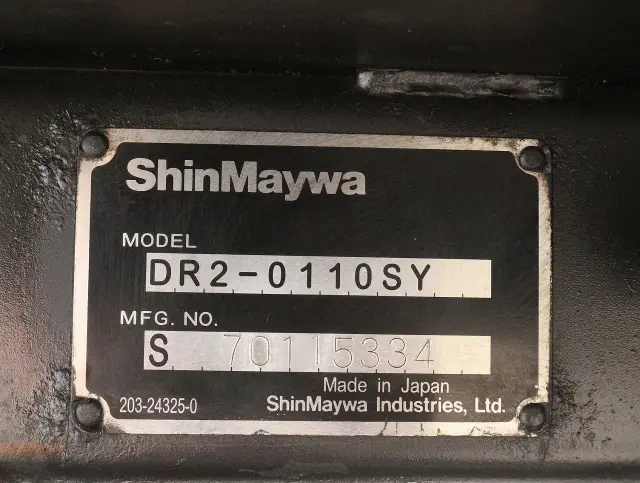 ShinMaywa
MODEL
DR2-0110SY
MFG. NO.
S 70115334
Made in Japan
203-24325-0 ShinMaywa Industries, Ltd.